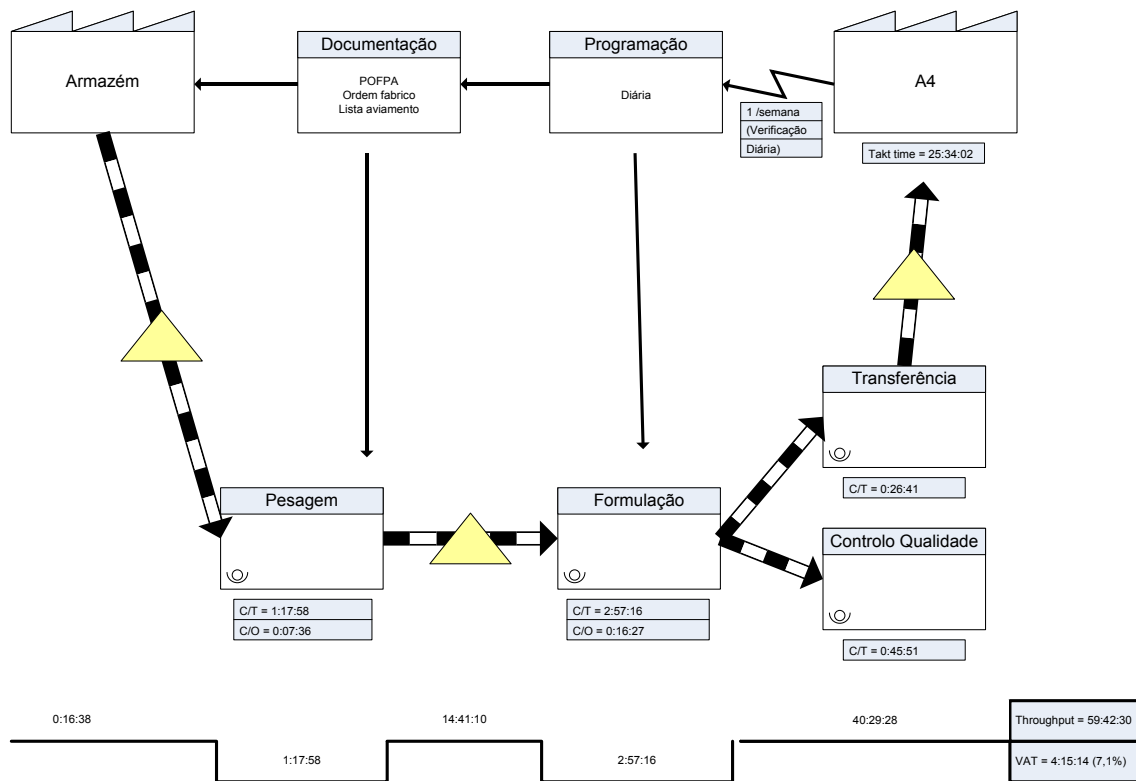 Armazém
Documentação
POFPA
Ordem fabrico
Lista aviamento
Programação
Diária
1 /semana
(Verificação
Diária)
A4
Takt time = 25:34:02
Transferência
C/T = 0:26:41
Pesagem
C/T = 1:17:58
C/O = 0:07:36
Formulação
C/T = 2:57:16
C/O = 0:16:27
Controlo Qualidade
C/T = 0:45:51
0:16:38
14:41:10
40:29:28
Throughput = 59:42:30
1:17:58
2:57:16
VAT = 4:15:14 (7,1%)